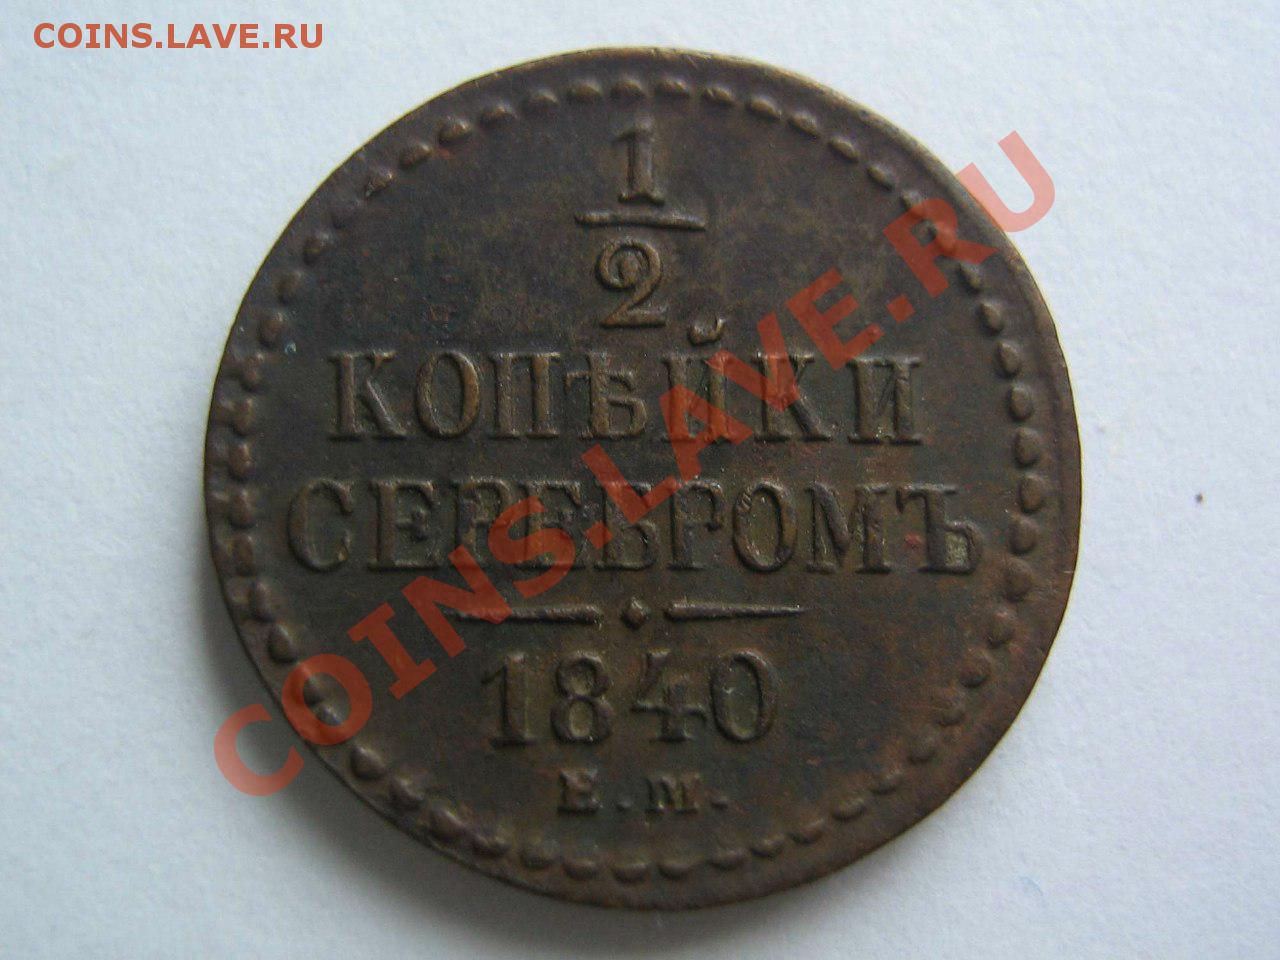 COINS.LAVE.RU
1
2
КОПѢЙКИ
СЕРЕБРОМЪ
1840
Е.М.
COINS.LAVE.RU